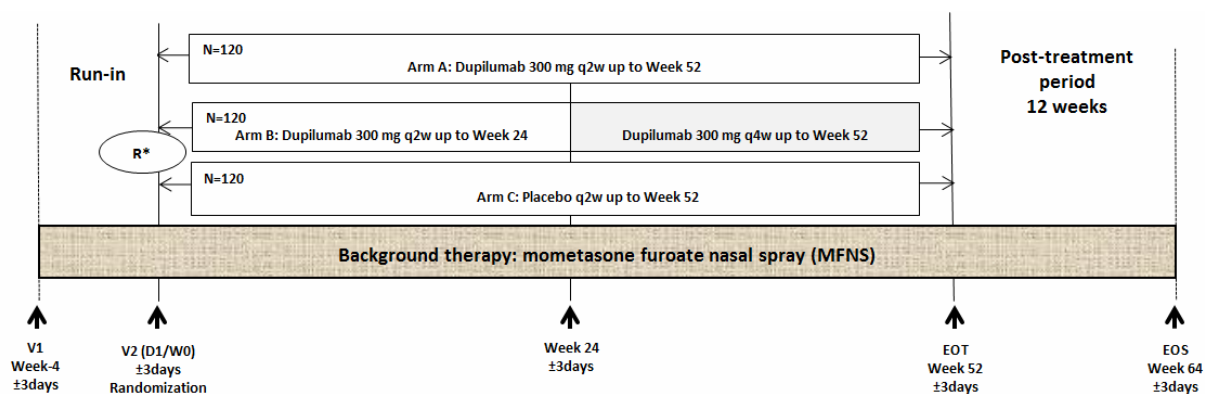 N=120
Arm A: Dupilumab 300 mg q2w up to Week 52
Run-in
Post-treatment
period
12 weeks
N=120
Arm B: Dupilumab 300 mg q2w up to Week 24
Dupilumab 300 mg q4w up to Week 52
R*
N=120
Arm C: Placebo q2w up to Week 52
Background therapy: mometasone furoate nasal spray (MFNS)
V1
Week-4
±3days
V2 (D1/W0)
±3days
Randomization
Week 24
±3days
EOT
Week 52
±3days
EOS
Week 64
±3days